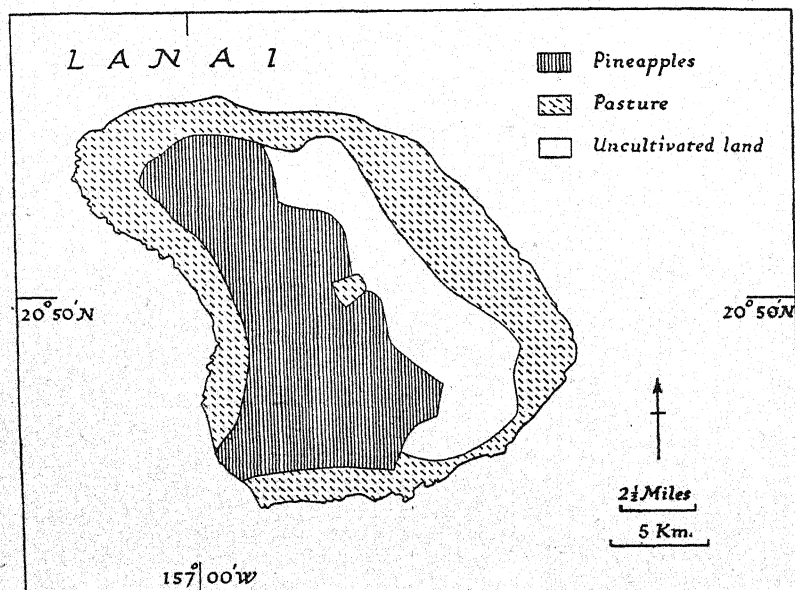 LANAI
Pineapples
Pasture
Uncultivated land
20°50'N
20°50'N
2½ Miles
5 Km.
157°00'W